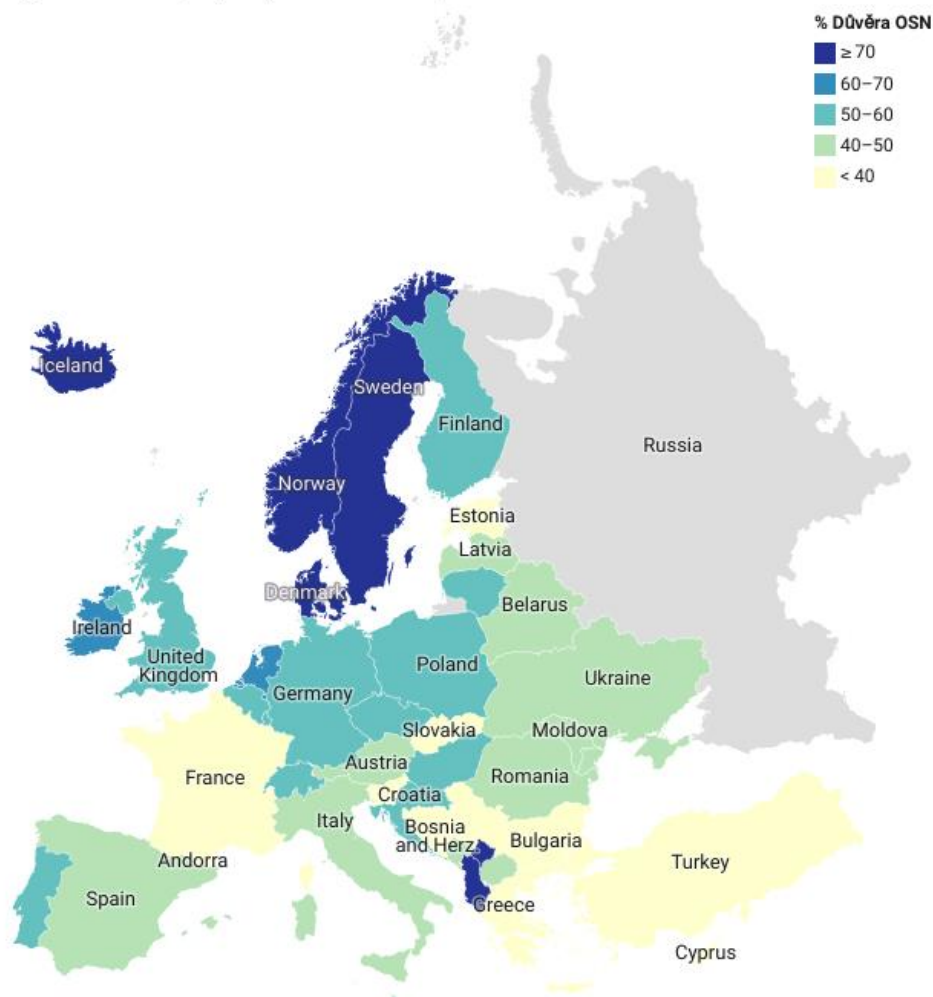 % Důvěra OSN
≥ 70
60–70
50–60
40–50
< 40
Iceland
Sweden
Finland
Russia
Norway
Estonia
Latvia
Denmark
Belarus
Ireland
United
Kingdom
Poland
Ukraine
Germany
Slovakia
Moldova
Austria
France
Romania
Croatia
Italy
Bosnia
and Herz.
Bulgaria
Andorra
Turkey
Spain
Greece
Cyprus